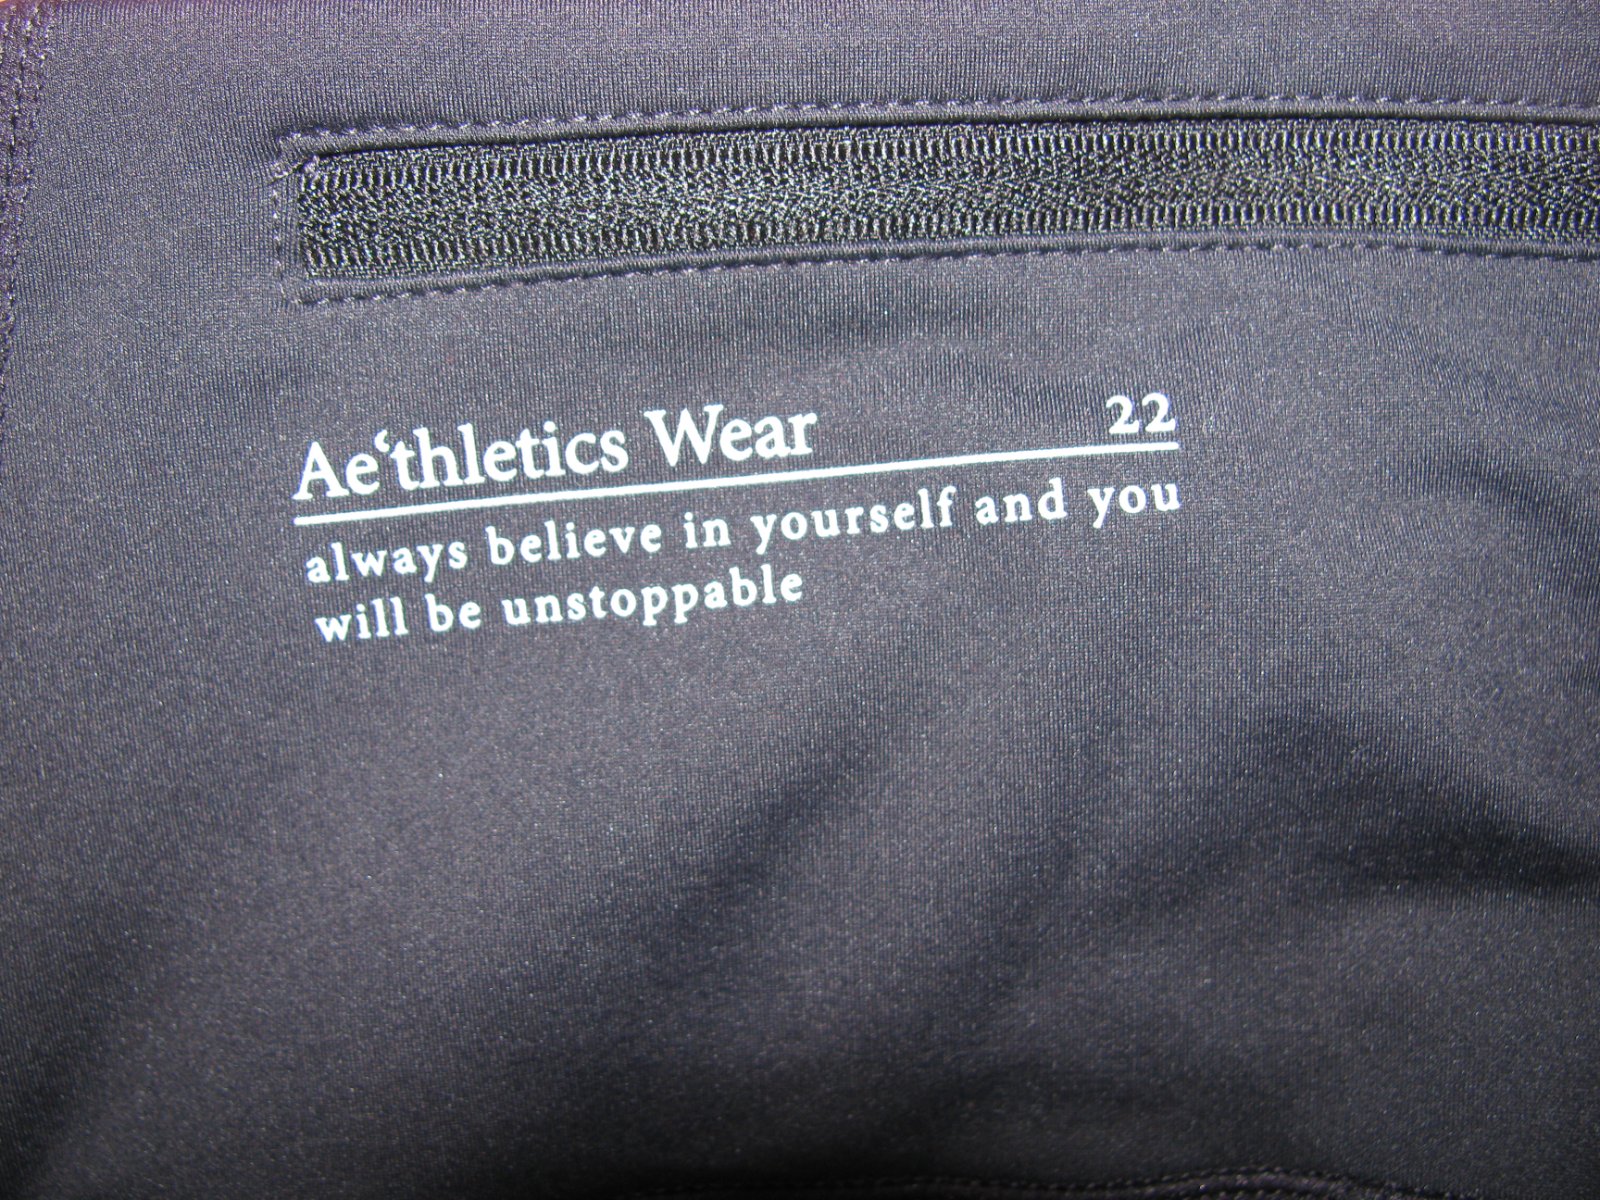 Ae‘thletics Wear 22
always believe in yourself and you
will be unstoppable